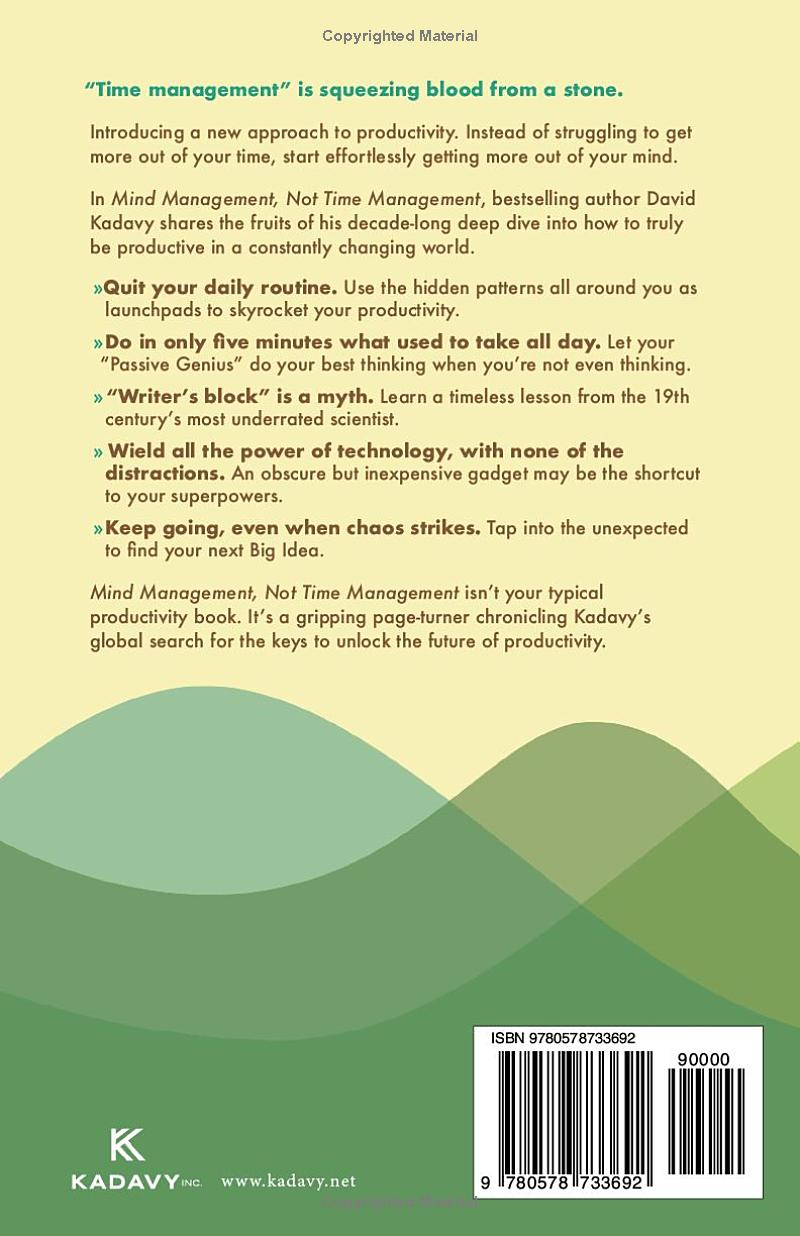 Copyrighted Material
“Time management” is squeezing blood from a stone.
Introducing a new approach to productivity. Instead of struggling to get
more out of your time, start effortlessly getting more out of your mind.
In Mind Management, Not Time Management, bestselling author David
Kadavy shares the fruits of his decade-long deep dive into how to truly
be productive in a constantly changing world.
»Quit your daily routine. Use the hidden patterns all around you as
launchpads to skyrocket your productivity.
»Do in only five minutes what used to take all day. Let your
“Passive Genius” do your best thinking when you’re not even thinking.
» “Writer’s block” is a myth. Learn a timeless lesson from the 19th
century’s most underrated scientist.
» Wield all the power of technology, with none of the
distractions. An obscure but inexpensive gadget may be the shortcut
to your superpowers.
»Keep going, even when chaos strikes. Tap into the unexpected
to find your next Big Idea.
Mind Management, Not Time Management isn’t your typical
productivity book. It’s a gripping page-turner chronicling Kadavy’s
global search for the keys to unlock the future of productivity.
ISBN 9780578733692
90000
9 780578 733692
K
KADAVY INC. www.kadavy.net
Copyrighted Material